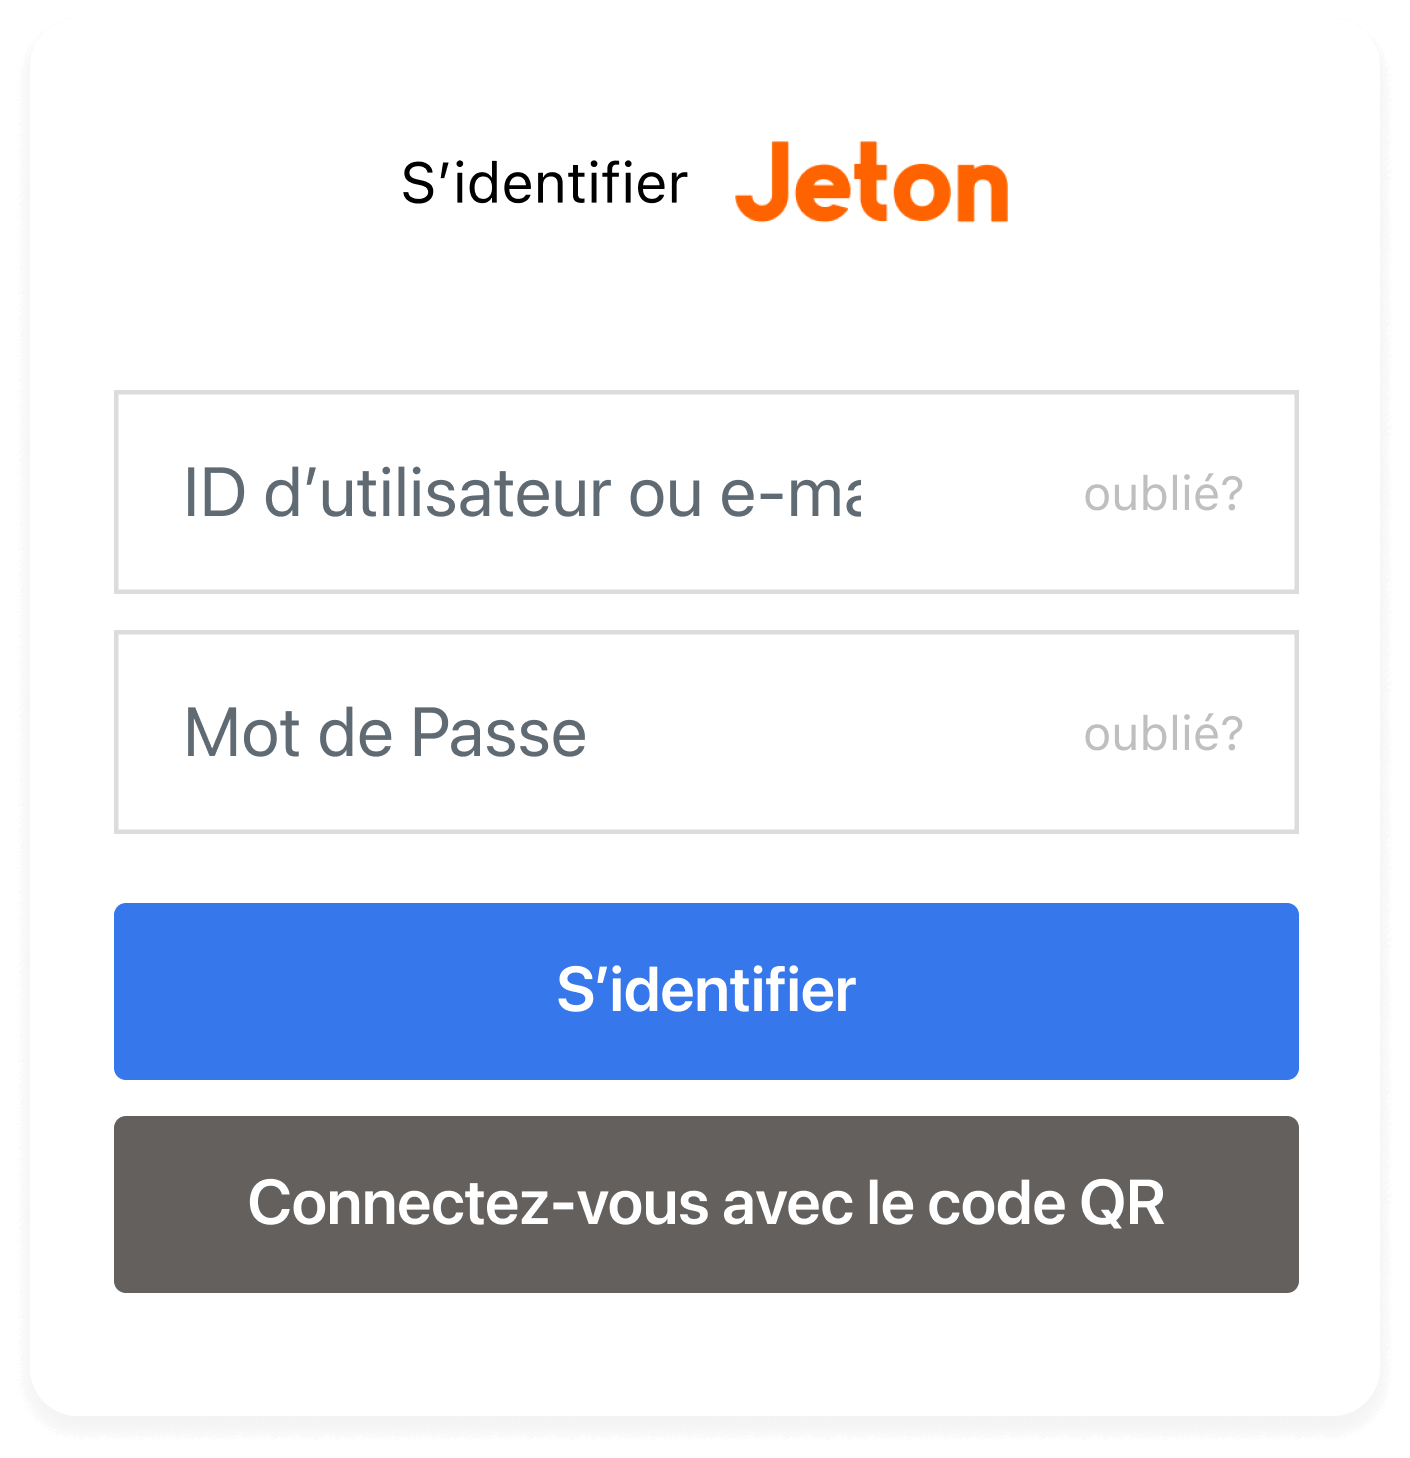 S’identifier Jeton
ID d’utilisateur ou e-ma oublié?
Mot de Passe oublié?
S’identifier
Connectez-vous avec le code QR